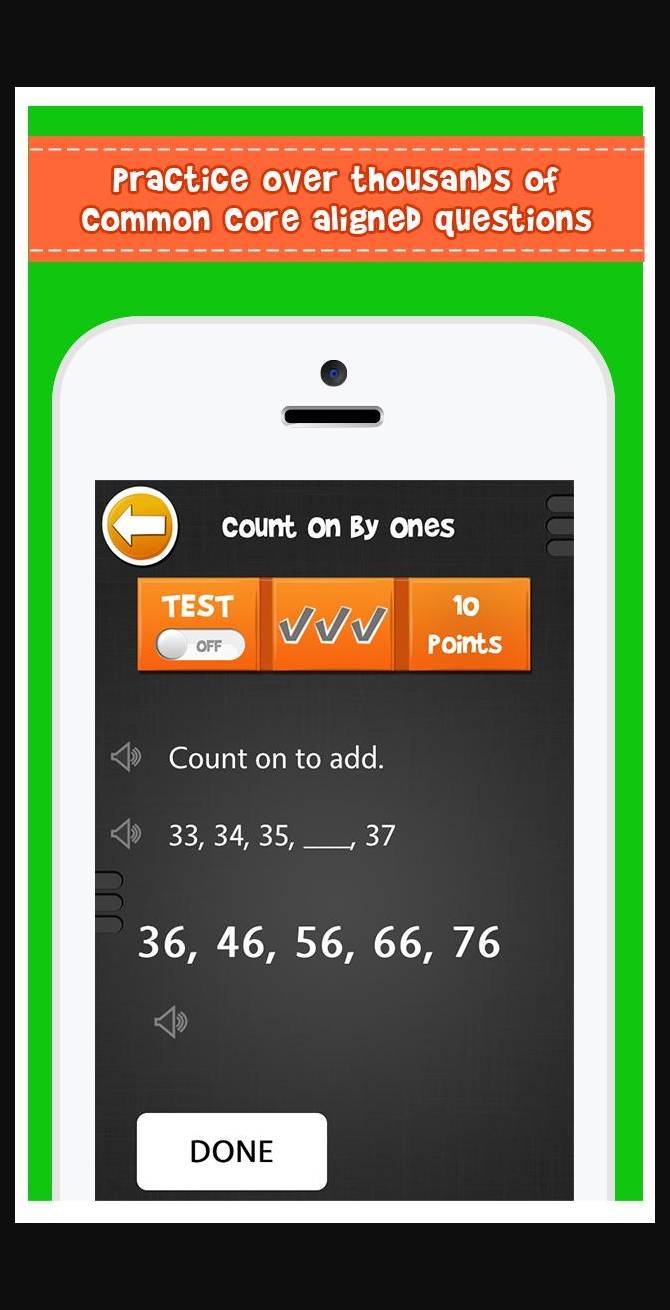 Practice over thousands of
common core aligned questions
Count On By Ones
TEST
OFF
10
Points
Count on to add.
33, 34, 35, ___, 37
36, 46, 56, 66, 76
DONE